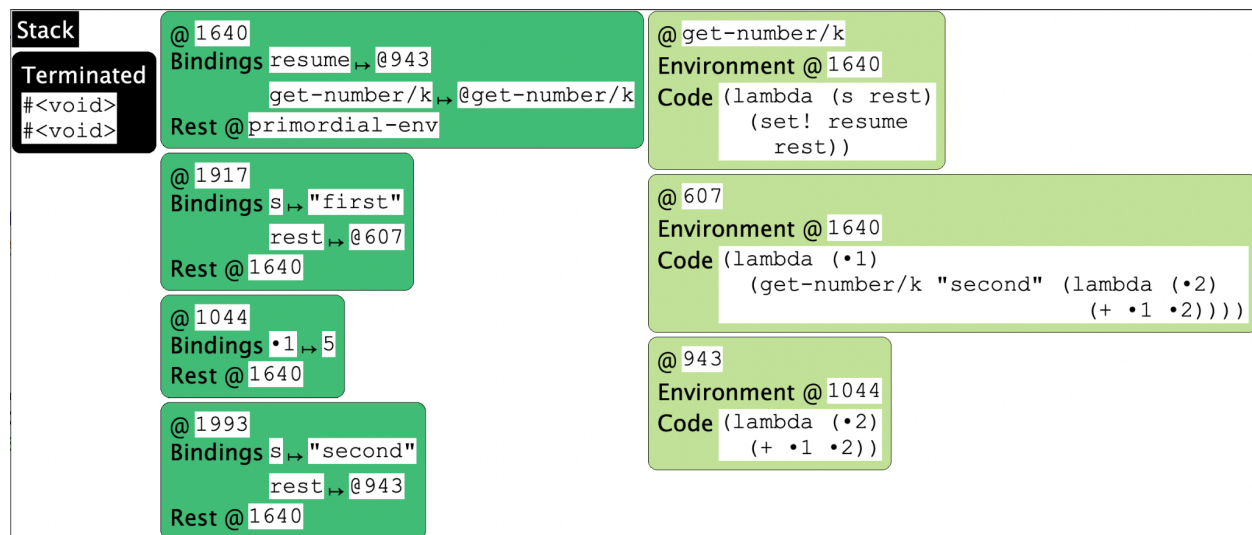 Stack
Terminated
#<void>
#<void>
@ 1640
Bindings resume ↦ @943
get-number/k ↦ @get-number/k
Rest @ primordial-env
@ 1917
Bindings s ↦ "first"
rest ↦ @607
Rest @ 1640
@ 1044
Bindings •1 ↦ 5
Rest @ 1640
@ 1993
Bindings s ↦ "second"
rest ↦ @943
Rest @ 1640
@ get-number/k
Environment @ 1640
Code (lambda (s rest)
(set! resume
rest))
@ 607
Environment @ 1640
Code (lambda (•1)
(get-number/k "second" (lambda (•2)
(+ •1 •2))))
@ 943
Environment @ 1044
Code (lambda (•2)
(+ •1 •2))